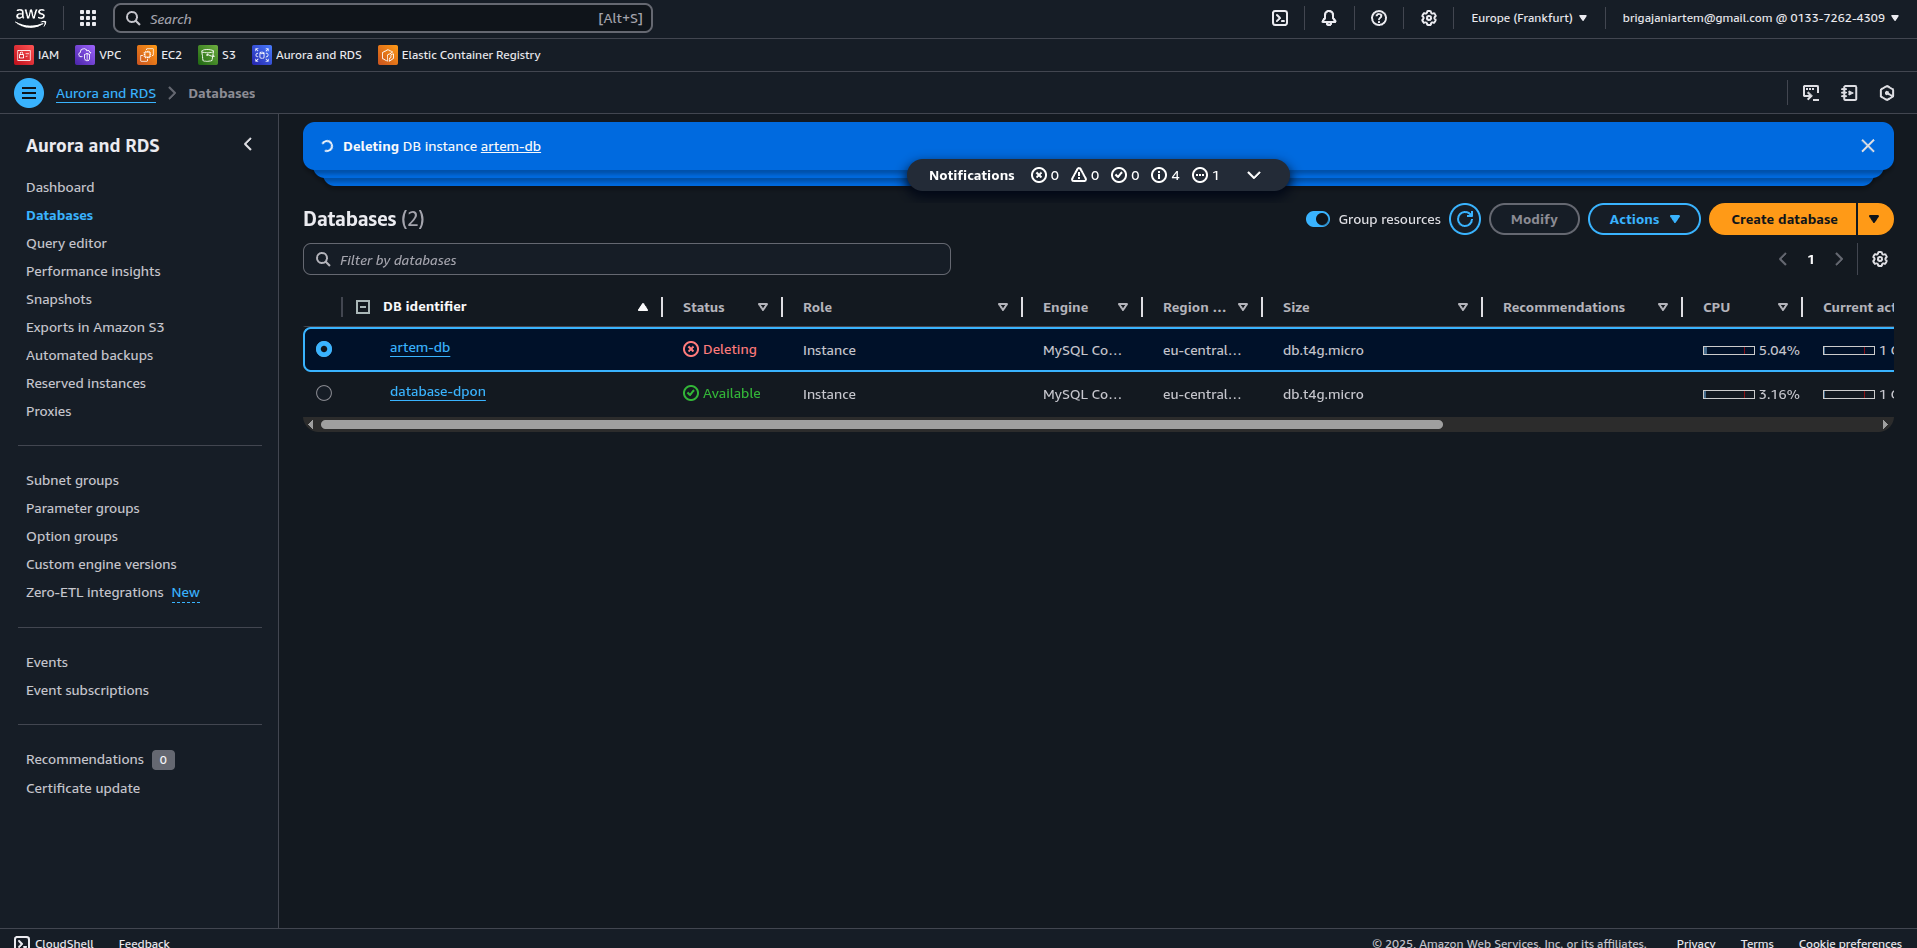 aws
Search [Alt+S]
Europe (Frankfurt)
brigajaniartem@gmail.com @ 0133-7262-4309
IAM VPC EC2 S3 Aurora and RDS Elastic Container Registry
Aurora and RDS Databases
Aurora and RDS
Dashboard
Databases
Query editor
Performance insights
Snapshots
Exports in Amazon S3
Automated backups
Reserved instances
Proxies
Subnet groups
Parameter groups
Option groups
Custom engine versions
Zero-ETL integrations New
Events
Event subscriptions
Recommendations 0
Certificate update
Deleting DB Instance artem-db
Notifications 0 0 0 4 1
Databases (2)
Group resources Modify Actions Create database
Filter by databases
1
DB identifier Status Role Engine Region ... Size Recommendations CPU Current act
artem-db Deleting Instance MySQL Co... eu-central... db.t4g.micro 5.04% 1
database-dpon Available Instance MySQL Co... eu-central... db.t4g.micro 3.16% 1
CloudShell Feedback © 2025, Amazon Web Services, Inc. or its affiliates. Privacy Terms Cookie preferences